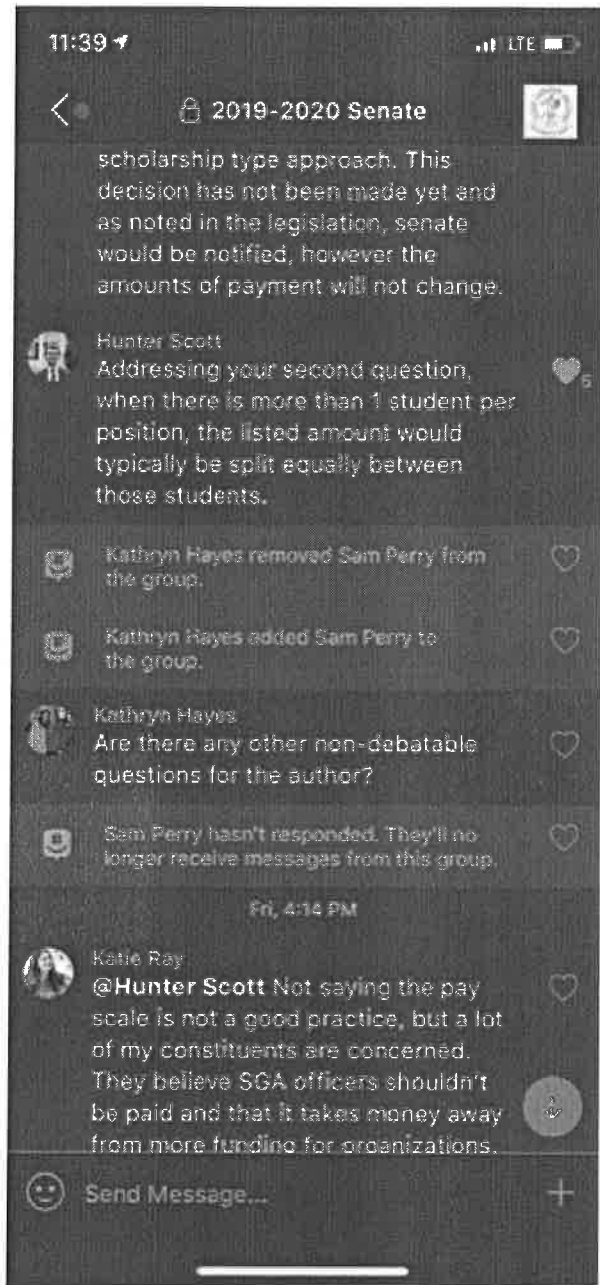 11:39
LTE
2019-2020 Senate
scholarship type approach. This
decision has not been made yet and
as noted in the legislation, senate
would be notified, however the
amounts of payment will not change.
Hunter Scott
Addressing your second question,
when there is more than 1 student per
position, the listed amount would
typically be split equally between
those students.
5
Kathryn Hayes removed Sam Perry from
the group.
Kathryn Hayes added Sam Perry to
the group.
Kathryn Hayes
Are there any other non-debatable
questions for the author?
Sam Perry hasn't responded. They'll no
longer receive messages from this group.
Fri, 4:14 PM
Katie Ray
@Hunter Scott Not saying the pay
scale is not a good practice, but a lot
of my constituents are concerned.
They believe SGA officers shouldn't
be paid and that it takes money away
from more funding for organizations.
Send Message...